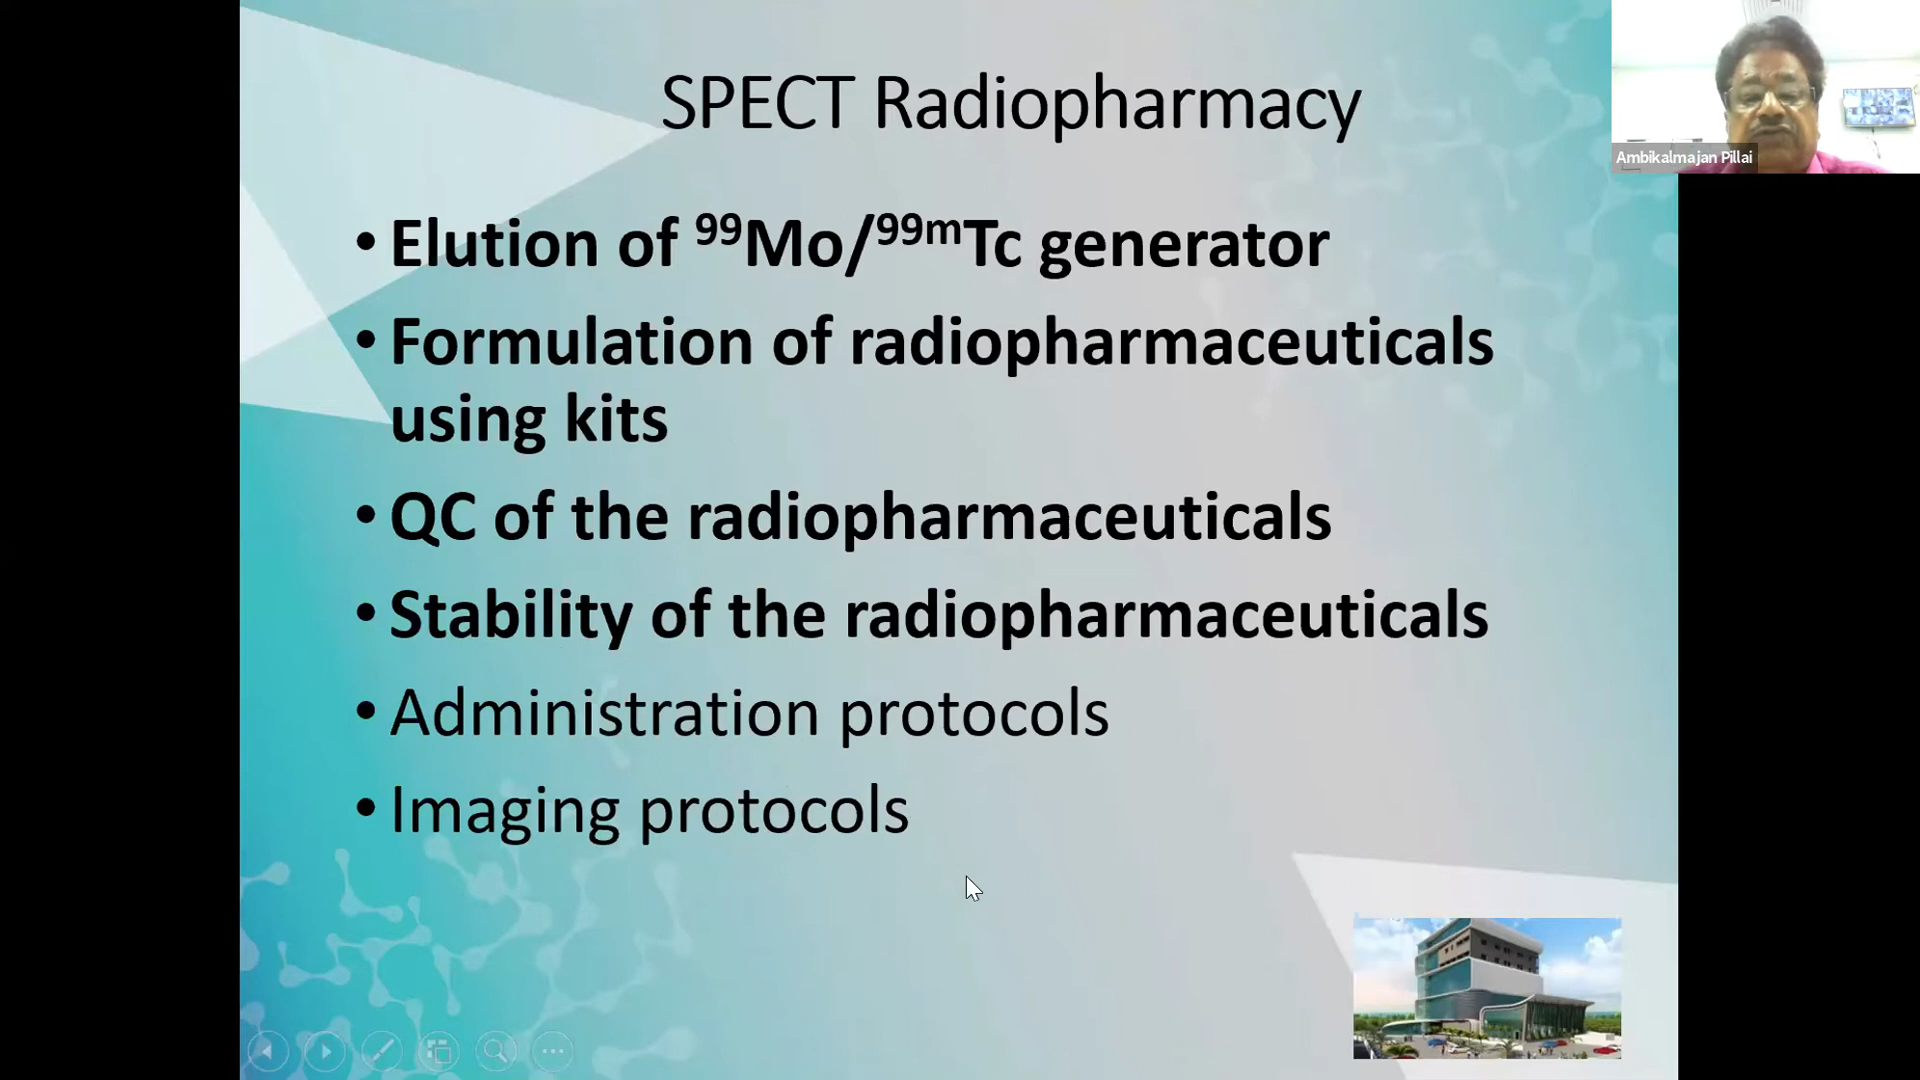 SPECT Radiopharmacy
Ambikalmajan Pillai
• Elution of ⁹⁹Mo/⁹⁹ᵐTc generator
• Formulation of radiopharmaceuticals
using kits
• QC of the radiopharmaceuticals
• Stability of the radiopharmaceuticals
• Administration protocols
• Imaging protocols